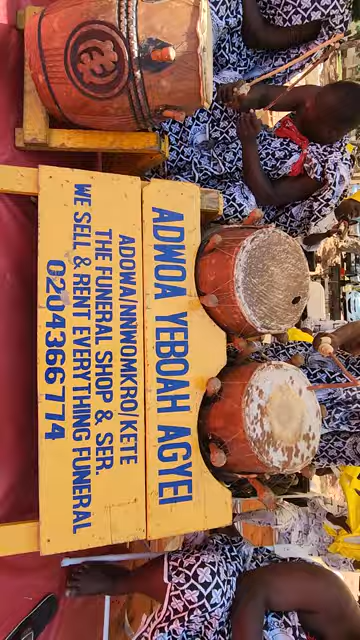 ADWOA YEBOAH AGYEI
ADOWA/NNWOMKRO/KETE
THE FUNERAL SHOP & SER.
WE SELL & RENT EVERYTHING FUNERAL
0204366774